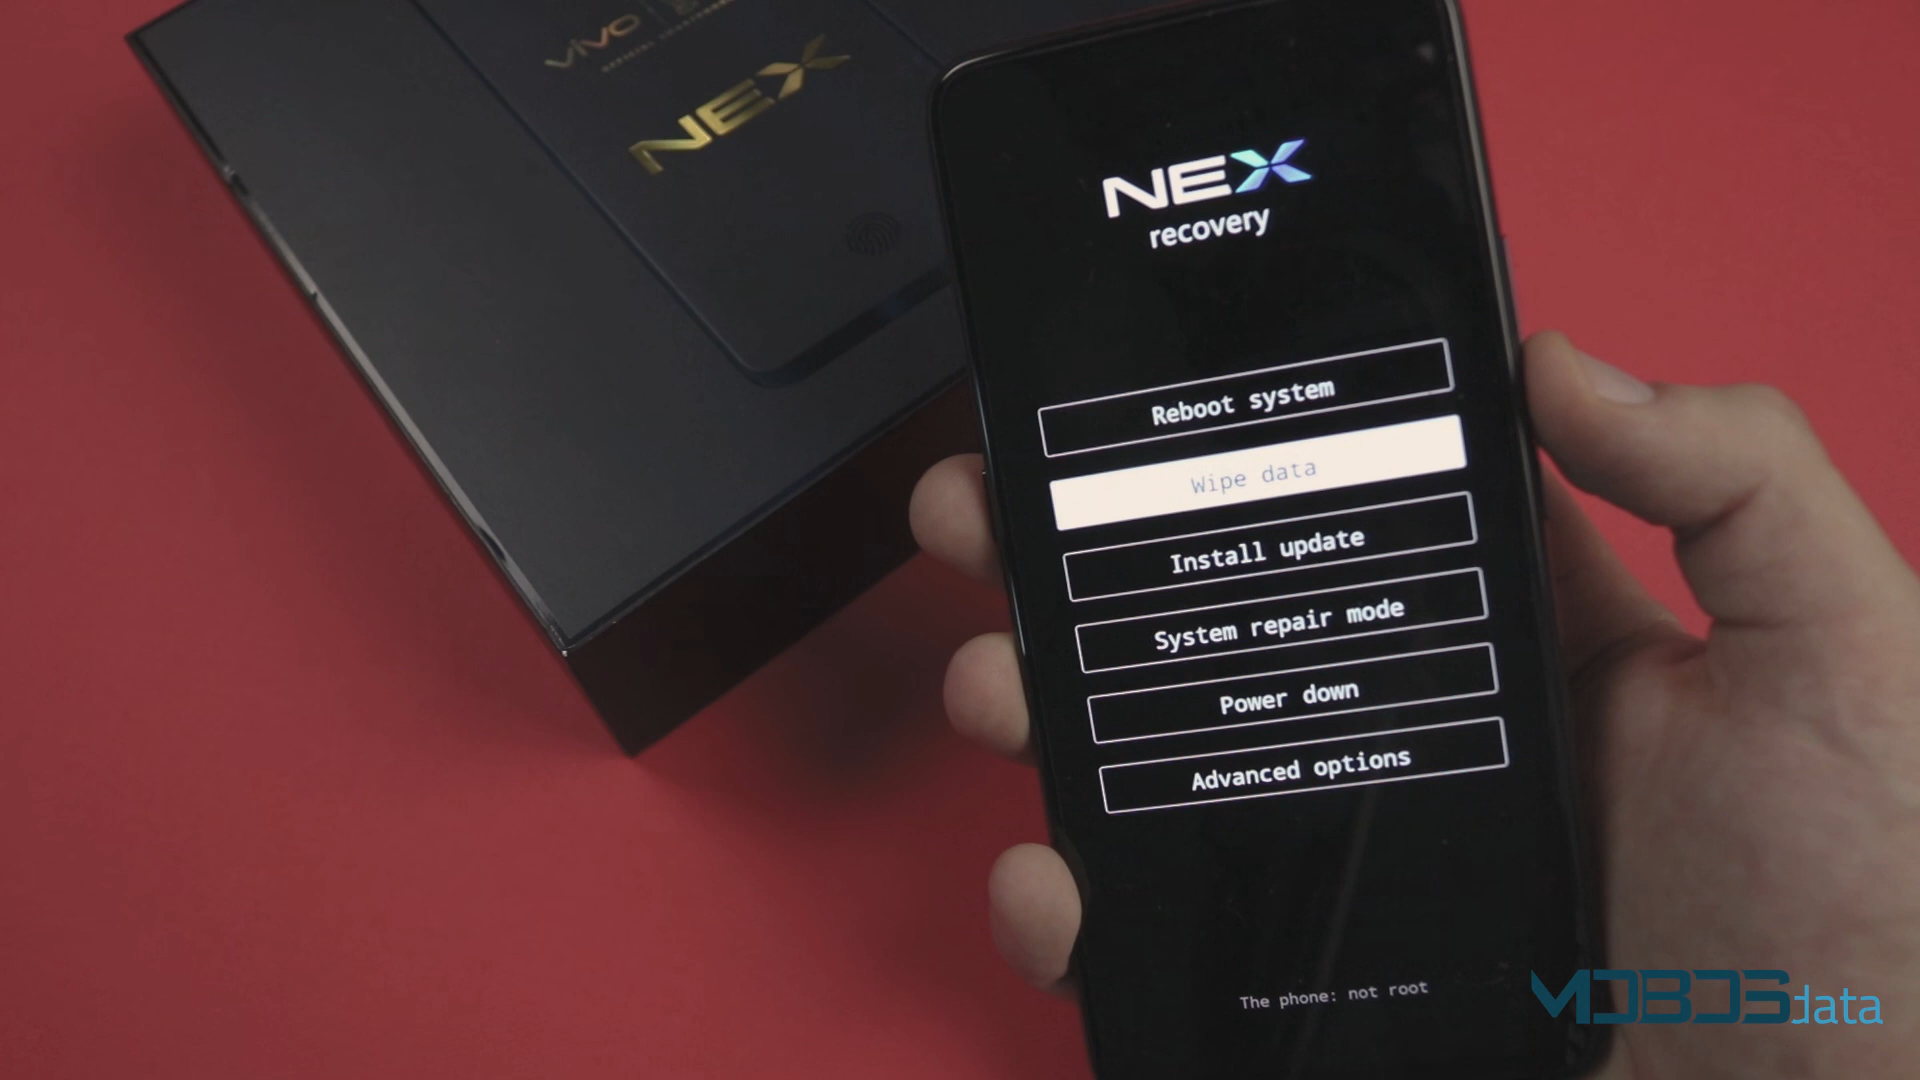 vivo
NEX
NEX
recovery
Reboot system
Wipe data
Install update
System repair mode
Power down
Advanced options
The phone: not root
MOBOSdata